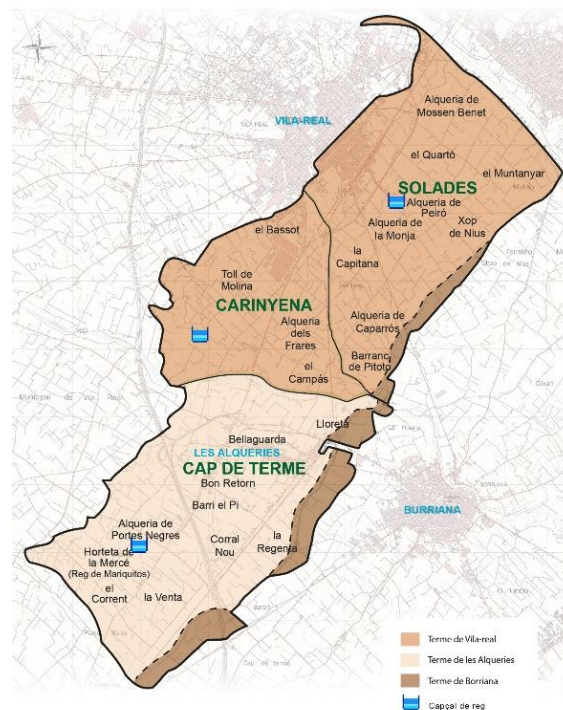 Alqueria de
Mossen Benet
VILA-REAL
el Quartó
el Muntanyar
SOLADES
Alqueria de
Peiró
Alqueria de
la Monja
Xop
de Nius
el Bassot
la
Capitana
Toll de
Molina
CARINYENA
Alqueria
dels
Frares
Alqueria de
Caparrós
Barranc
de Pitoto
el
Campás
Lloreta
Bellaguarda
LES ALQUERIES
CAP DE TERME
Bon Retorn
BURRIANA
Barri el Pi
Alqueria de
Portes Negres
Corral
Nou
la
Regenta
Horteta de
la Mercé
(Reg de Mariquitos)
el
Corrent
la Venta
Terme de Vila-real
Terme de les Alqueries
Terme de Borriana
Capçal de reg